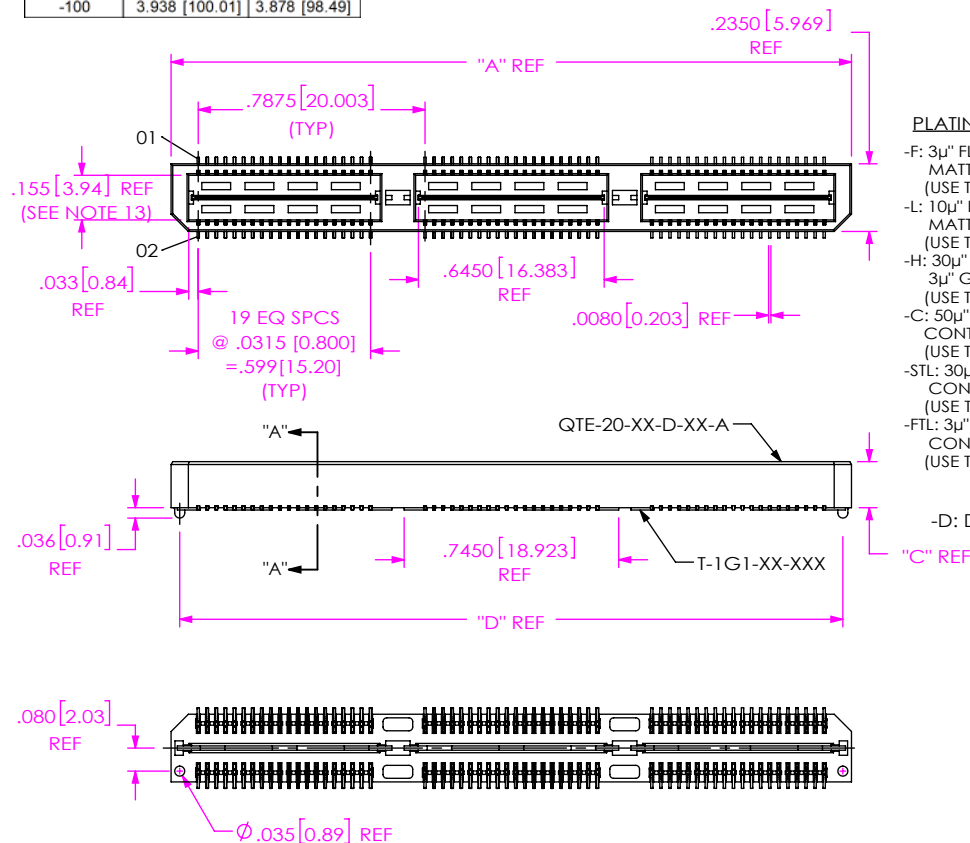 -100 3.938 [100.01] 3.878 [98.49]
.2350[5.969]
REF
"A" REF
.7875[20.003]
(TYP)
01
.155[3.94] REF
(SEE NOTE 13)
02
.033[0.84]
REF
.6450[16.383]
REF
.0080[0.203] REF
19 EQ SPCS
@ .0315 [0.800]
=.599[15.20]
(TYP)
-F: 3µ"
MATT
(USE T
-L: 10µ"
MATT
(USE T
-H: 30µ"
3µ" G
(USE T
-C: 50µ"
CONT
(USE T
-STL: 30µ
CON
(USE T
-FTL: 3µ"
CON
(USE T
-D:
"A"
QTE-20-XX-D-XX-A
.036[0.91]
REF
"A"
.7450[18.923]
REF
T-1G1-XX-XXX
"C" REF
"D" REF
.080[2.03]
REF
Ø.035[0.89] REF